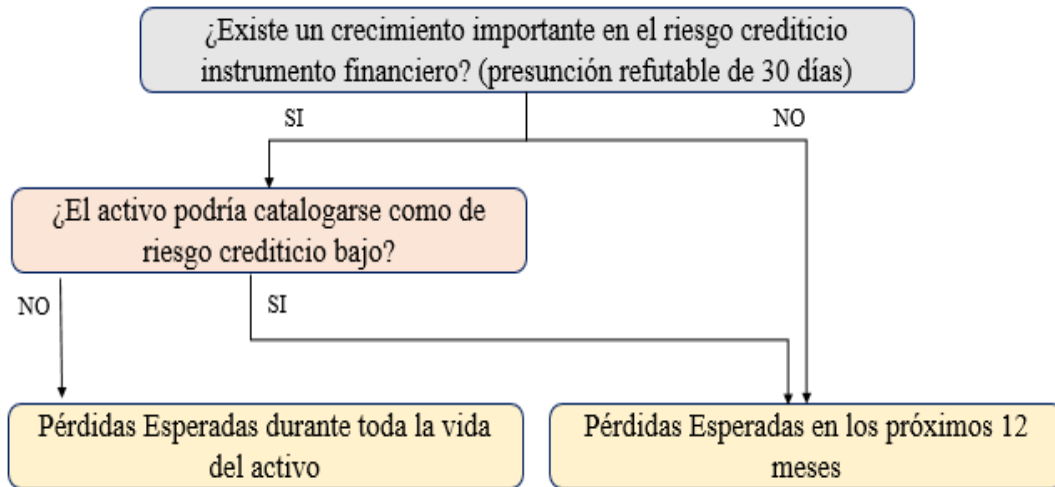 ¿Existe un crecimiento importante en el riesgo crediticio
instrumento financiero? (presunción refutable de 30 días)
SI
NO
¿El activo podría catalogarse como de
riesgo crediticio bajo?
NO
SI
Pérdidas Esperadas durante toda la vida
del activo
Pérdidas Esperadas en los próximos 12
meses